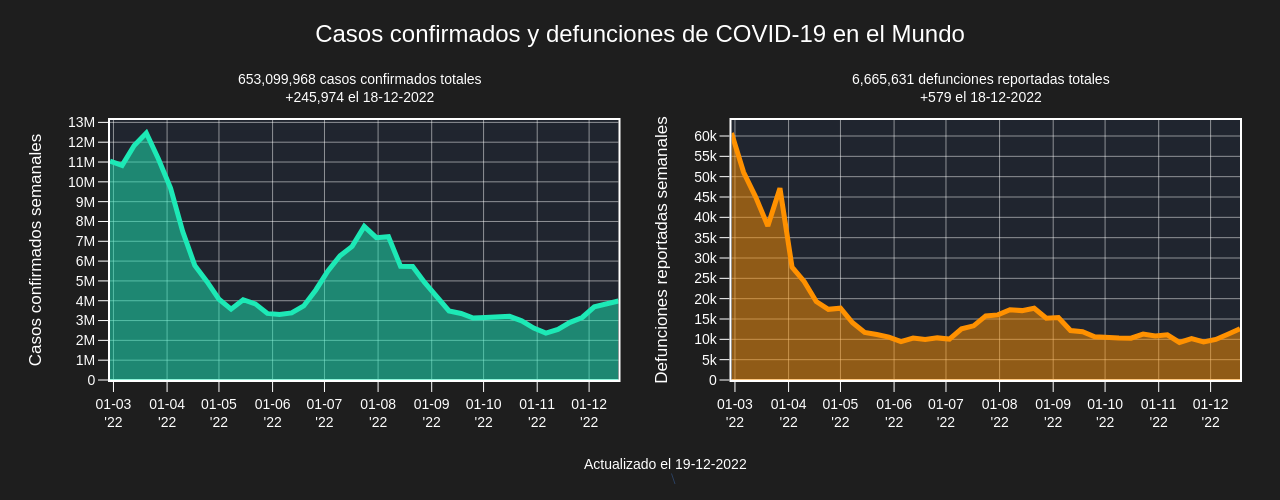 Casos confirmados y defunciones de COVID-19 en el Mundo
653,099,968 casos confirmados totales
+245,974 el 18-12-2022
Casos confirmados semanales
13M
12M
11M
10M
9M
8M
7M
6M
5M
4M
3M
2M
1M
0
01-03 01-04 01-05 01-06 01-07 01-08 01-09 01-10 01-11 01-12
'22 '22 '22 '22 '22 '22 '22 '22 '22 '22
6,665,631 defunciones reportadas totales
+579 el 18-12-2022
Defunciones reportadas semanales
60k
55k
50k
45k
40k
35k
30k
25k
20k
15k
10k
5k
0
01-03 01-04 01-05 01-06 01-07 01-08 01-09 01-10 01-11 01-12
'22 '22 '22 '22 '22 '22 '22 '22 '22 '22
Actualizado el 19-12-2022
\